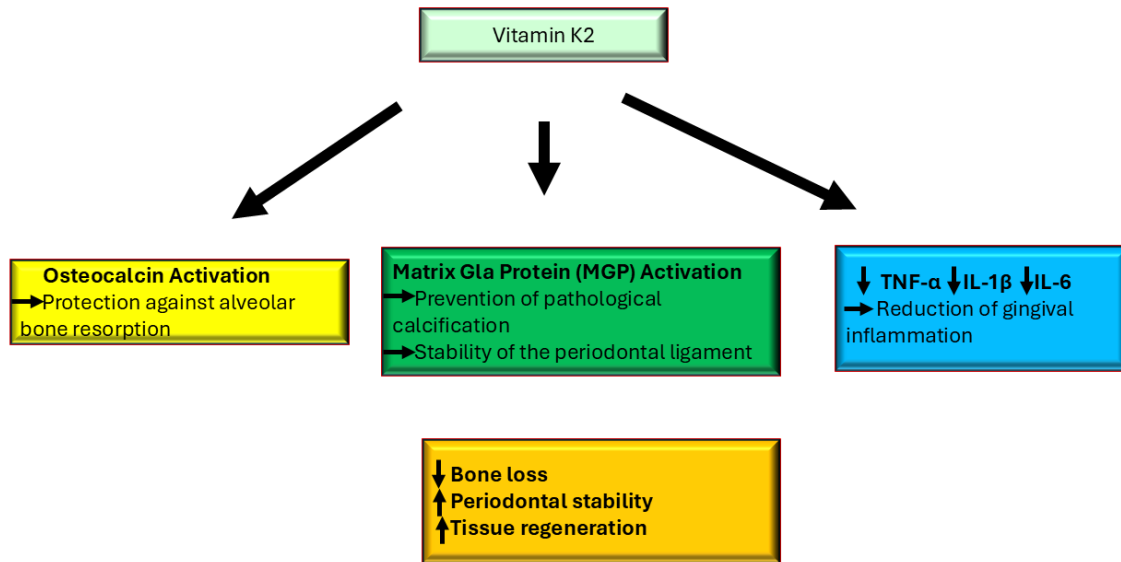 Vitamin K2
Osteocalcin Activation
Protection against alveolar
bone resorption
Matrix Gla Protein (MGP) Activation
Prevention of pathological
calcification
Stability of the periodontal ligament
↓ TNF-α ↓IL-1β ↓IL-6
Reduction of gingival
inflammation
Bone loss
Periodontal stability
Tissue regeneration